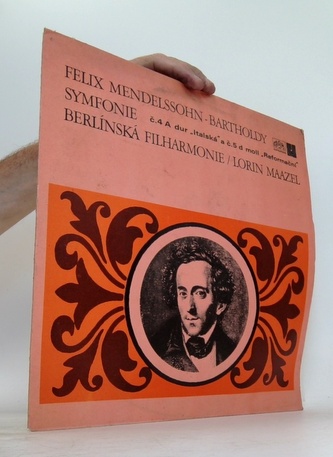 FELIX MENDELSSOHN · BARTHOLDY
SYMFONIE č.4 A dur „Italská" a č.5 d moll „Reformační"
BERLÍNSKÁ FILHARMONIE / LORIN MAAZEL